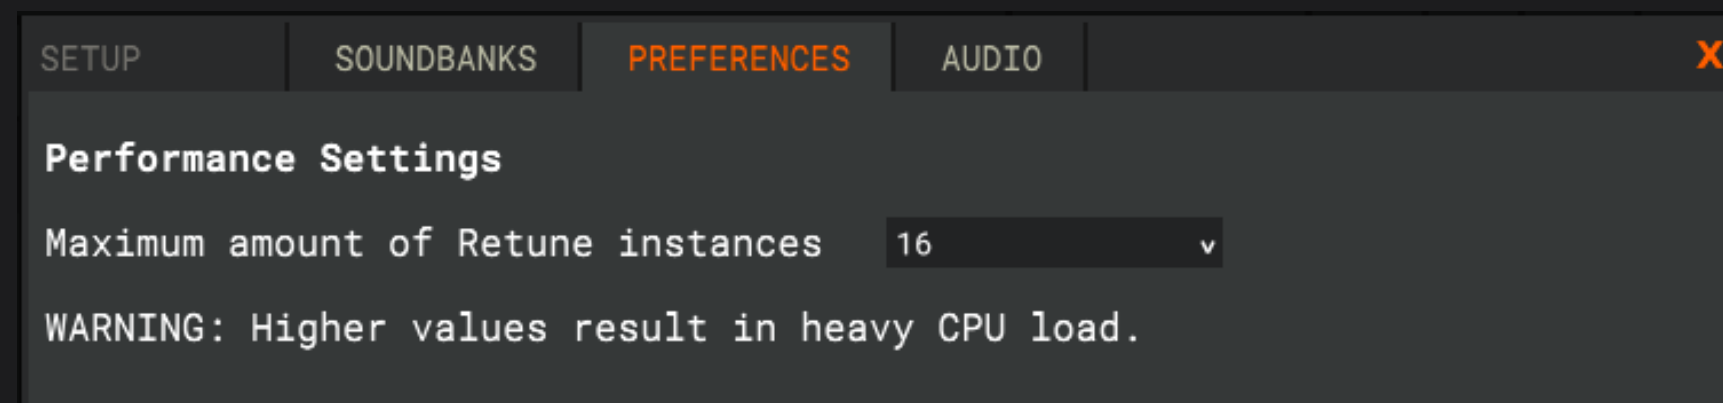 SETUP SOUNDBANKS PREFERENCES AUDIO X
Performance Settings
Maximum amount of Retune instances 16 v
WARNING: Higher values result in heavy CPU load.